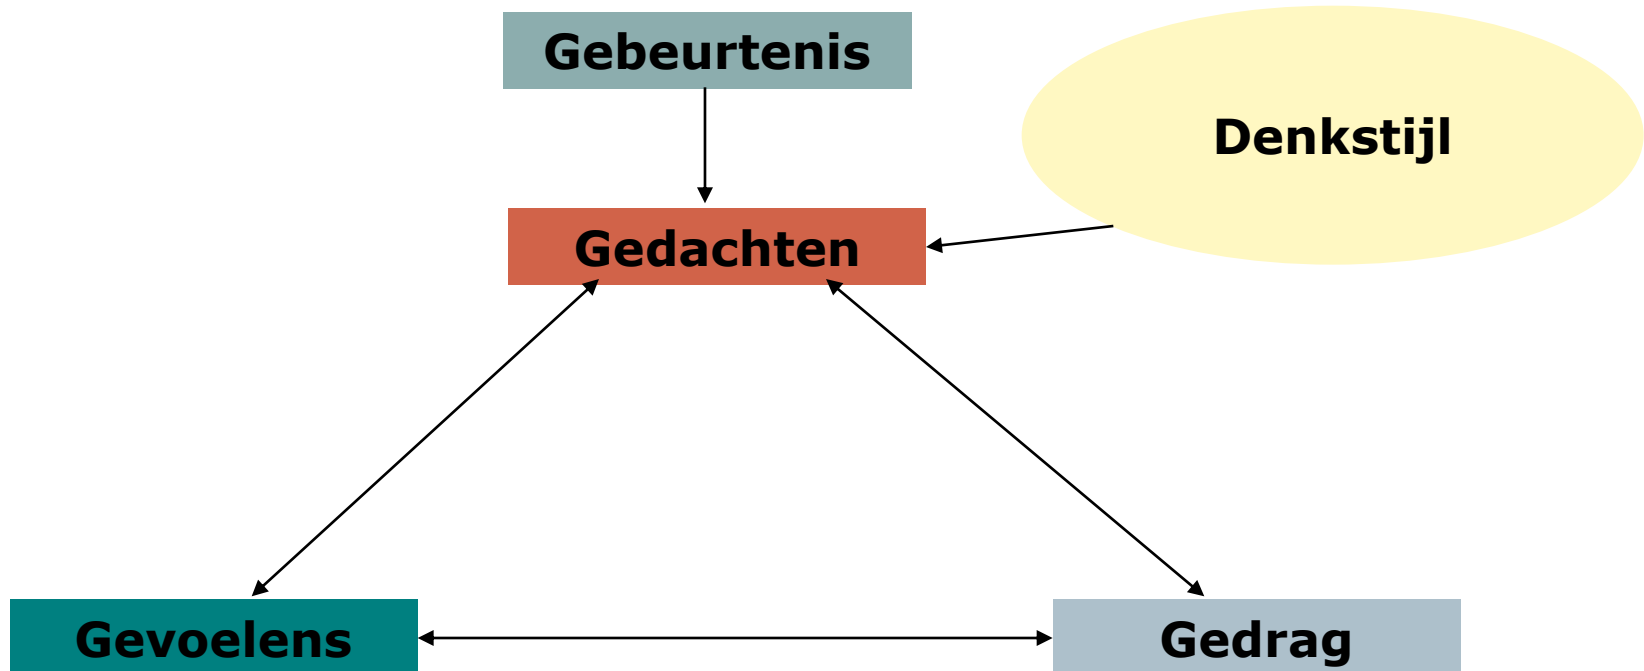 Gebeurtenis
Denkstijl
Gedachten
Gevoelens
Gedrag